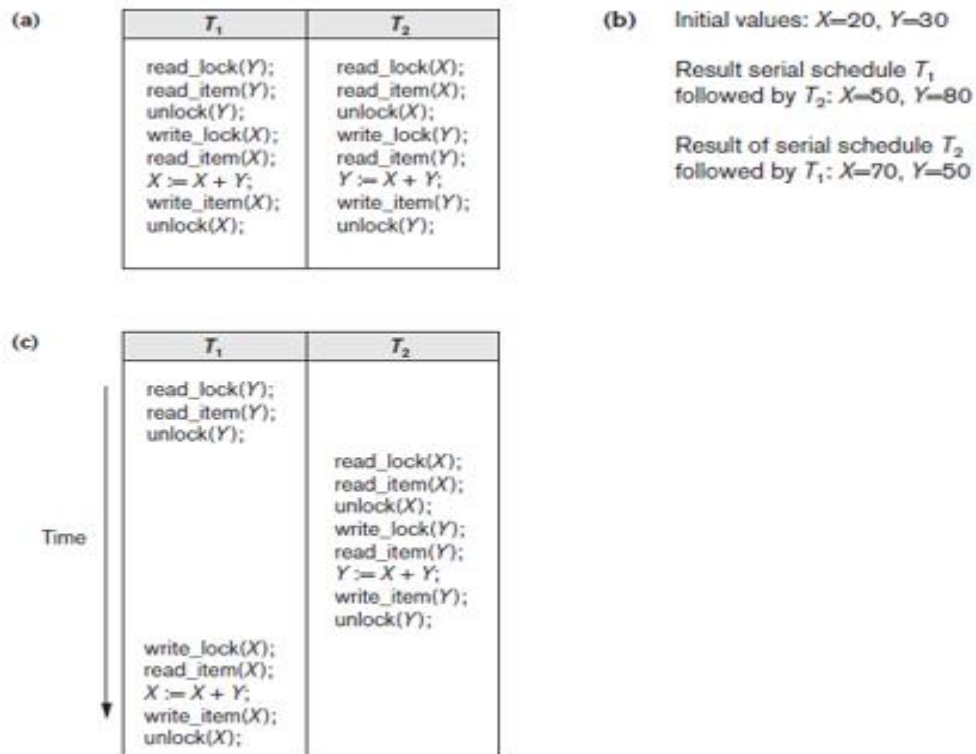 (a)
T₁ T₂
read_lock(Y); read_lock(X);
read_item(Y); read_item(X);
unlock(Y); unlock(X);
write_lock(X); write_lock(Y);
read_item(X); read_item(Y);
X := X + Y; Y := X + Y;
write_item(X); write_item(Y);
unlock(X); unlock(Y);
(b) Initial values: X=20, Y=30
Result serial schedule T₁
followed by T₂: X=50, Y=80
Result of serial schedule T₂
followed by T₁: X=70, Y=50
(c)
T₁ T₂
Time
read_lock(Y);
read_item(Y);
unlock(Y);
read_lock(X);
read_item(X);
unlock(X);
write_lock(Y);
read_item(Y);
Y := X + Y;
write_item(Y);
unlock(Y);
write_lock(X);
read_item(X);
X := X + Y;
write_item(X);
unlock(X);